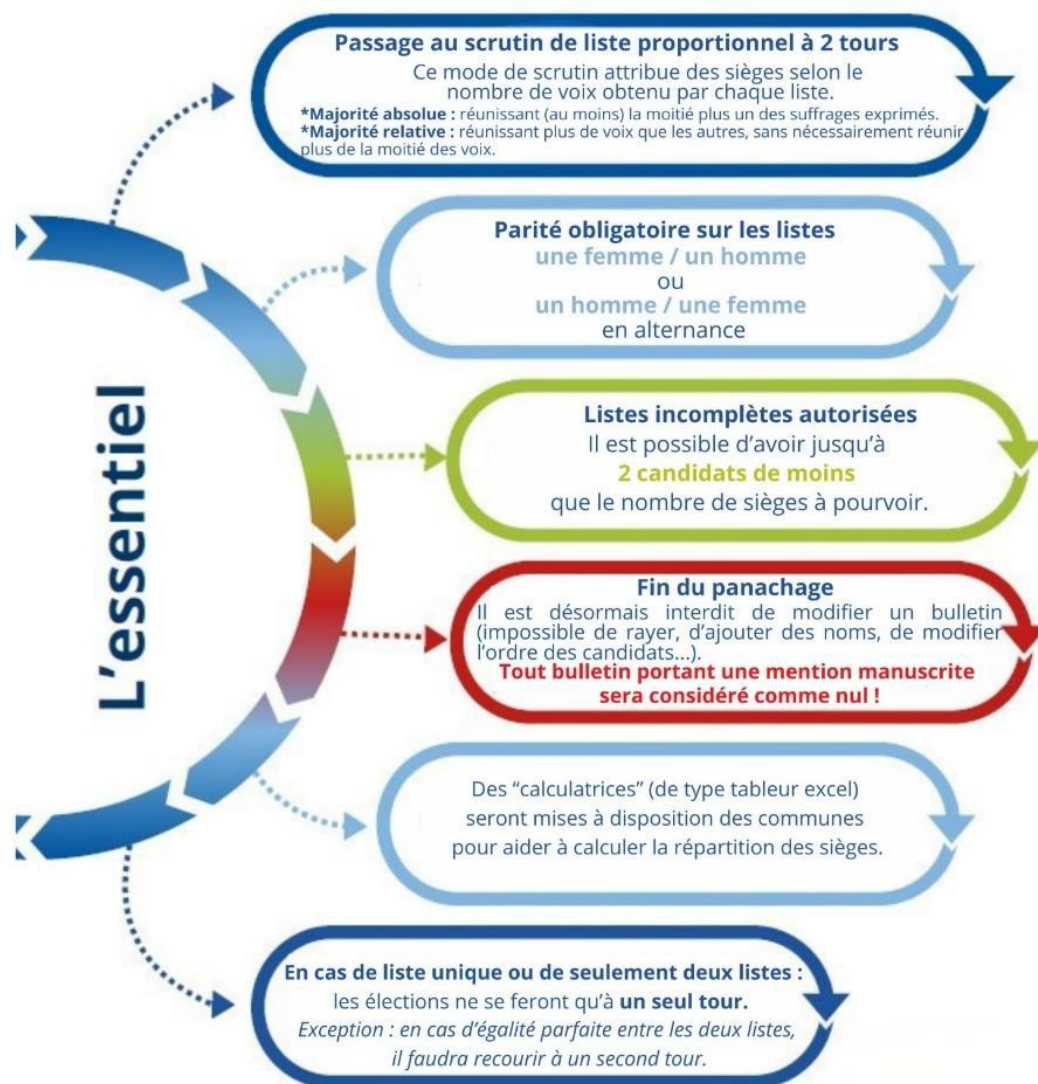 Passage au scrutin de liste proportionnel à 2 tours
Ce mode de scrutin attribue des sièges selon le
nombre de voix obtenu par chaque liste.
*Majorité absolue : réunissant (au moins) la moitié plus un des suffrages exprimés.
*Majorité relative : réunissant plus de voix que les autres, sans nécessairement réunir
plus de la moitié des voix.
Parité obligatoire sur les listes
une femme / un homme
ou
un homme / une femme
en alternance
L'essentiel
Listes incomplètes autorisées
Il est possible d'avoir jusqu'à
2 candidats de moins
que le nombre de sièges à pourvoir.
Fin du panachage
Il est désormais interdit de modifier un bulletin
(impossible de rayer, d'ajouter des noms, de modifier
l'ordre des candidats...).
Tout bulletin portant une mention manuscrite
sera considéré comme nul !
Des “calculatrices” (de type tableur excel)
seront mises à disposition des communes
pour aider à calculer la répartition des sièges.
En cas de liste unique ou de seulement deux listes :
les élections ne se feront qu'à un seul tour.
Exception : en cas d'égalité parfaite entre les deux listes,
il faudra recourir à un second tour.